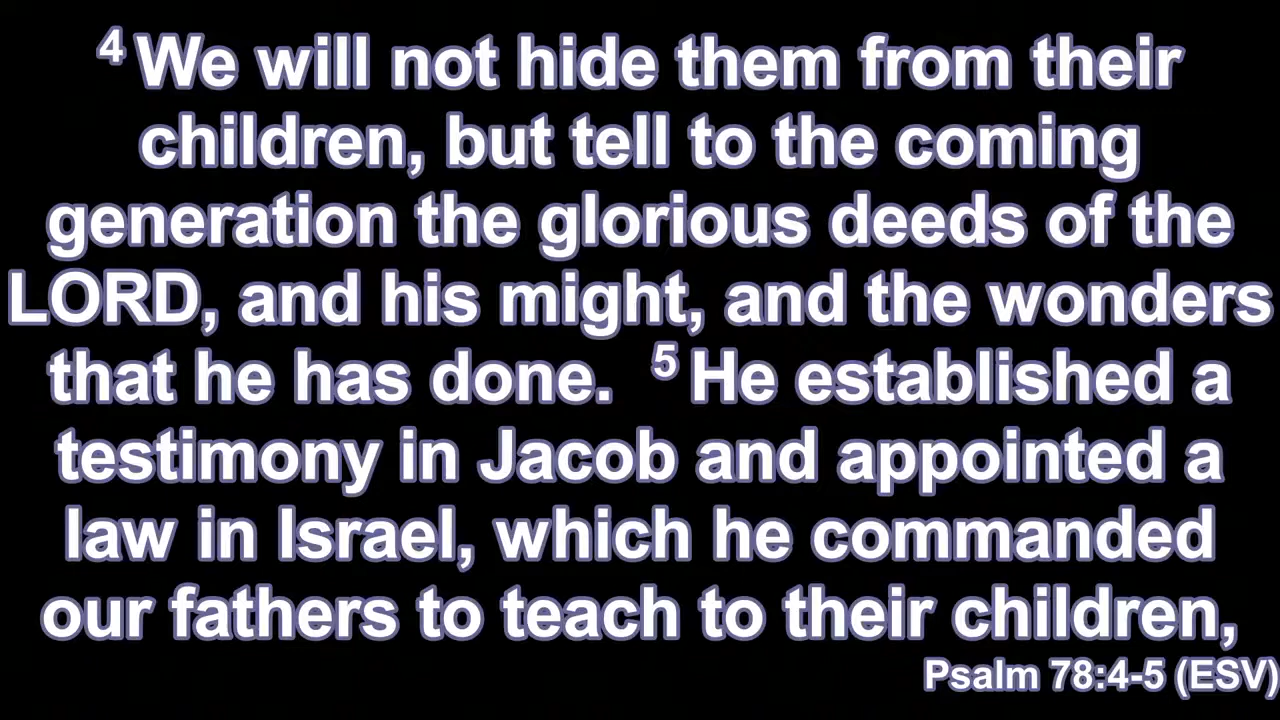 4 We will not hide them from their
children, but tell to the coming
generation the glorious deeds of the
LORD, and his might, and the wonders
that he has done. 5 He established a
testimony in Jacob and appointed a
law in Israel, which he commanded
our fathers to teach to their children,
Psalm 78:4-5 (ESV)